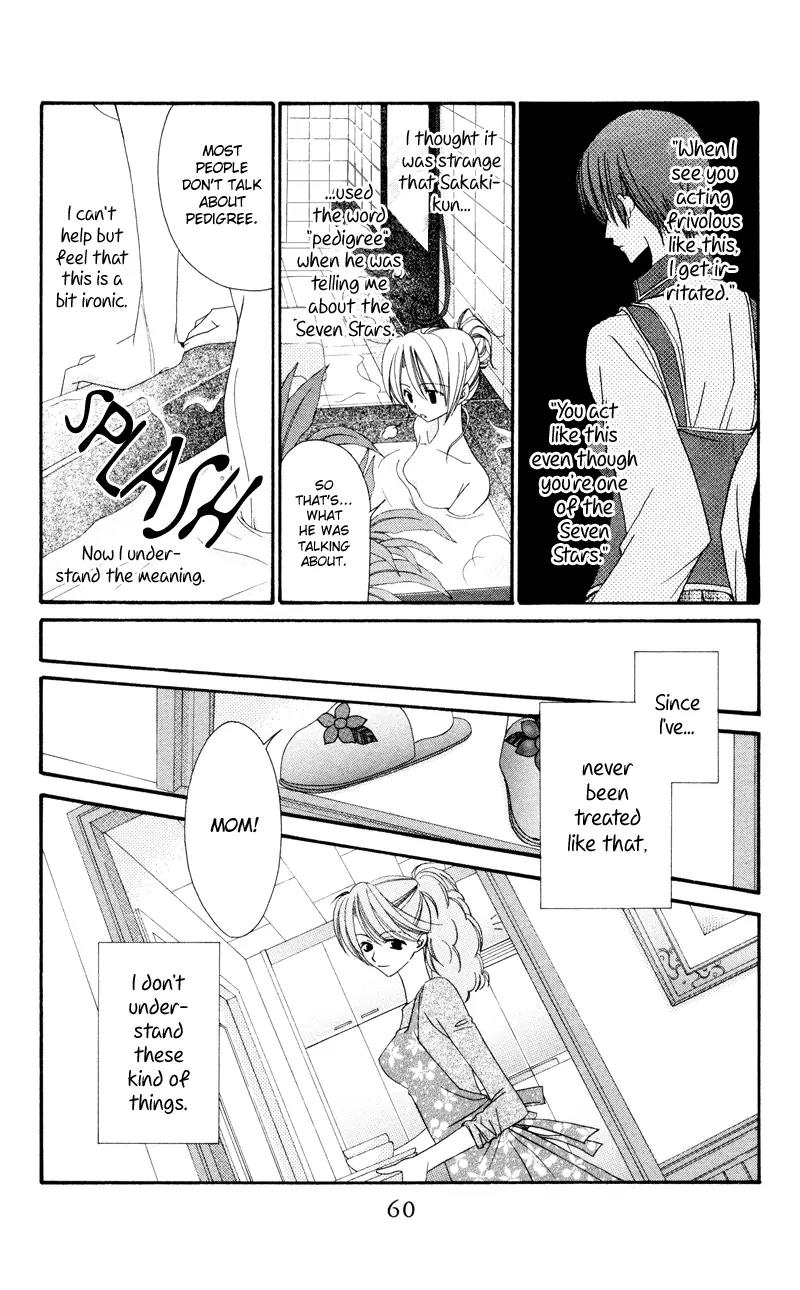 "When I
see you
acting
frivolous
like this,
I get ir-
ritated."
"You act
like this
even though
you're one
of the
Seven
Stars."
I thought it
was strange
that Sakaki-
kun...
...used
the word
"pedigree"
when he was
telling me
about the
Seven Stars.
SO
THAT'S...
WHAT
HE WAS
TALKING
ABOUT.
MOST
PEOPLE
DON'T TALK
ABOUT
PEDIGREE.
I can't
help but
feel that
this is a
bit ironic.
SPLASH
Now I under-
stand the meaning.
Since
I've...
never
been
treated
like that,
MOM!
I don't
under-
stand
these
kind of
things.
60